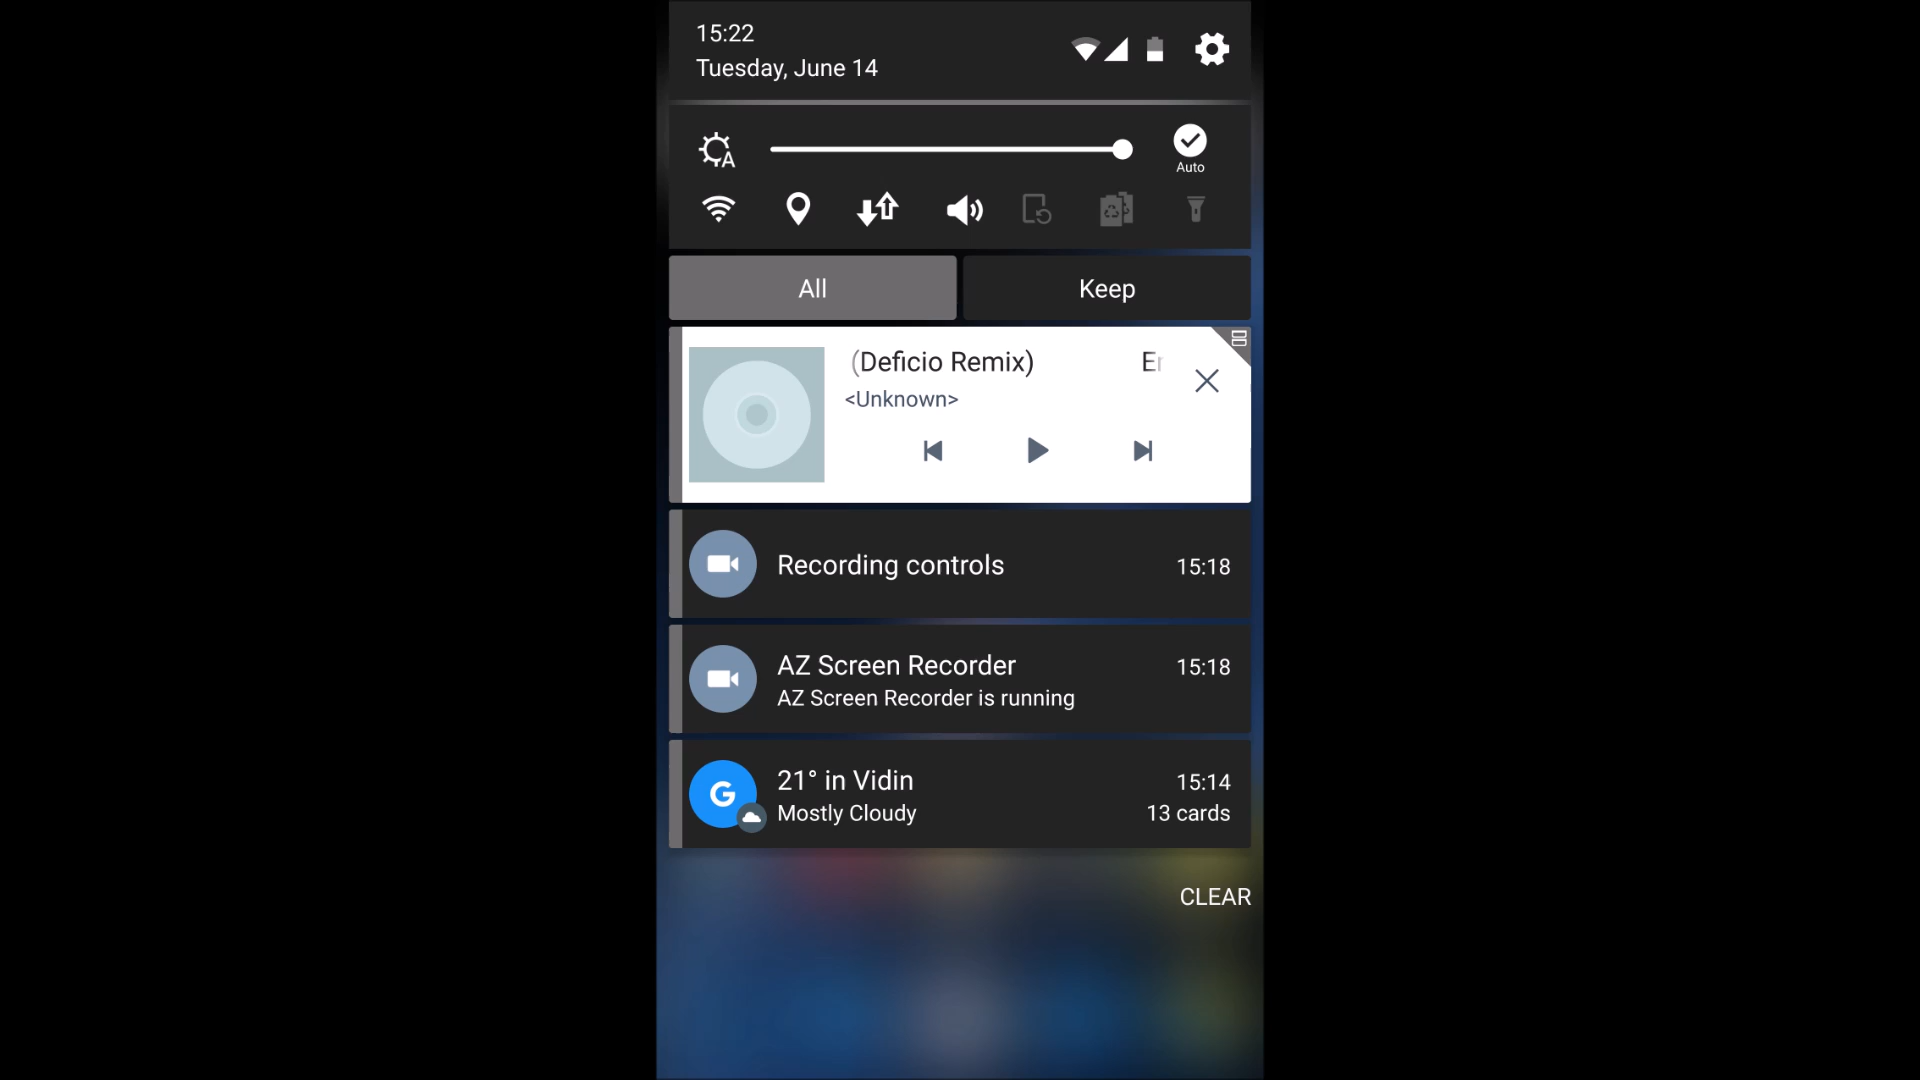 15:22
Tuesday, June 14
A
Auto
All
Keep
(Deficio Remix)
<Unknown>
Recording controls
15:18
AZ Screen Recorder
15:18
AZ Screen Recorder is running
G
21° in Vidin
15:14
Mostly Cloudy
13 cards
CLEAR